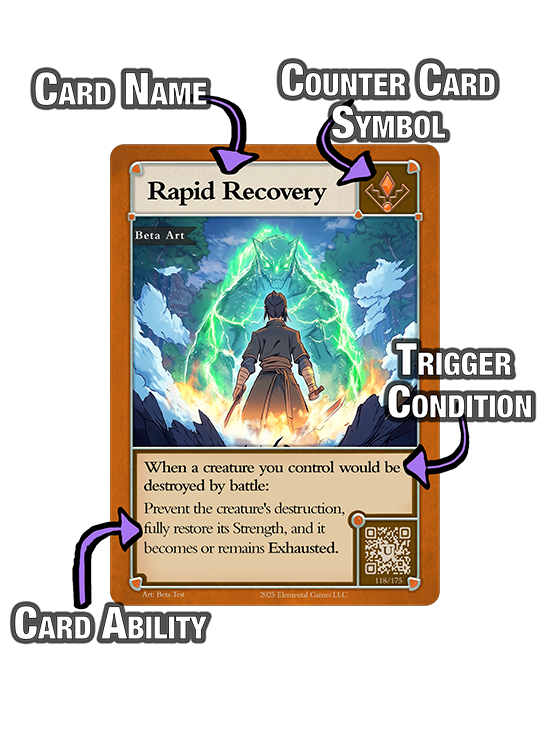 Card Name
Counter Card
Symbol
Rapid Recovery
Beta Art
Trigger
Condition
When a creature you control would be
destroyed by battle:
Prevent the creature's destruction,
fully restore its Strength, and it
becomes or remains Exhausted.
U
118/175
Art: Beta Test
2025 Elemental Games LLC
Card Ability